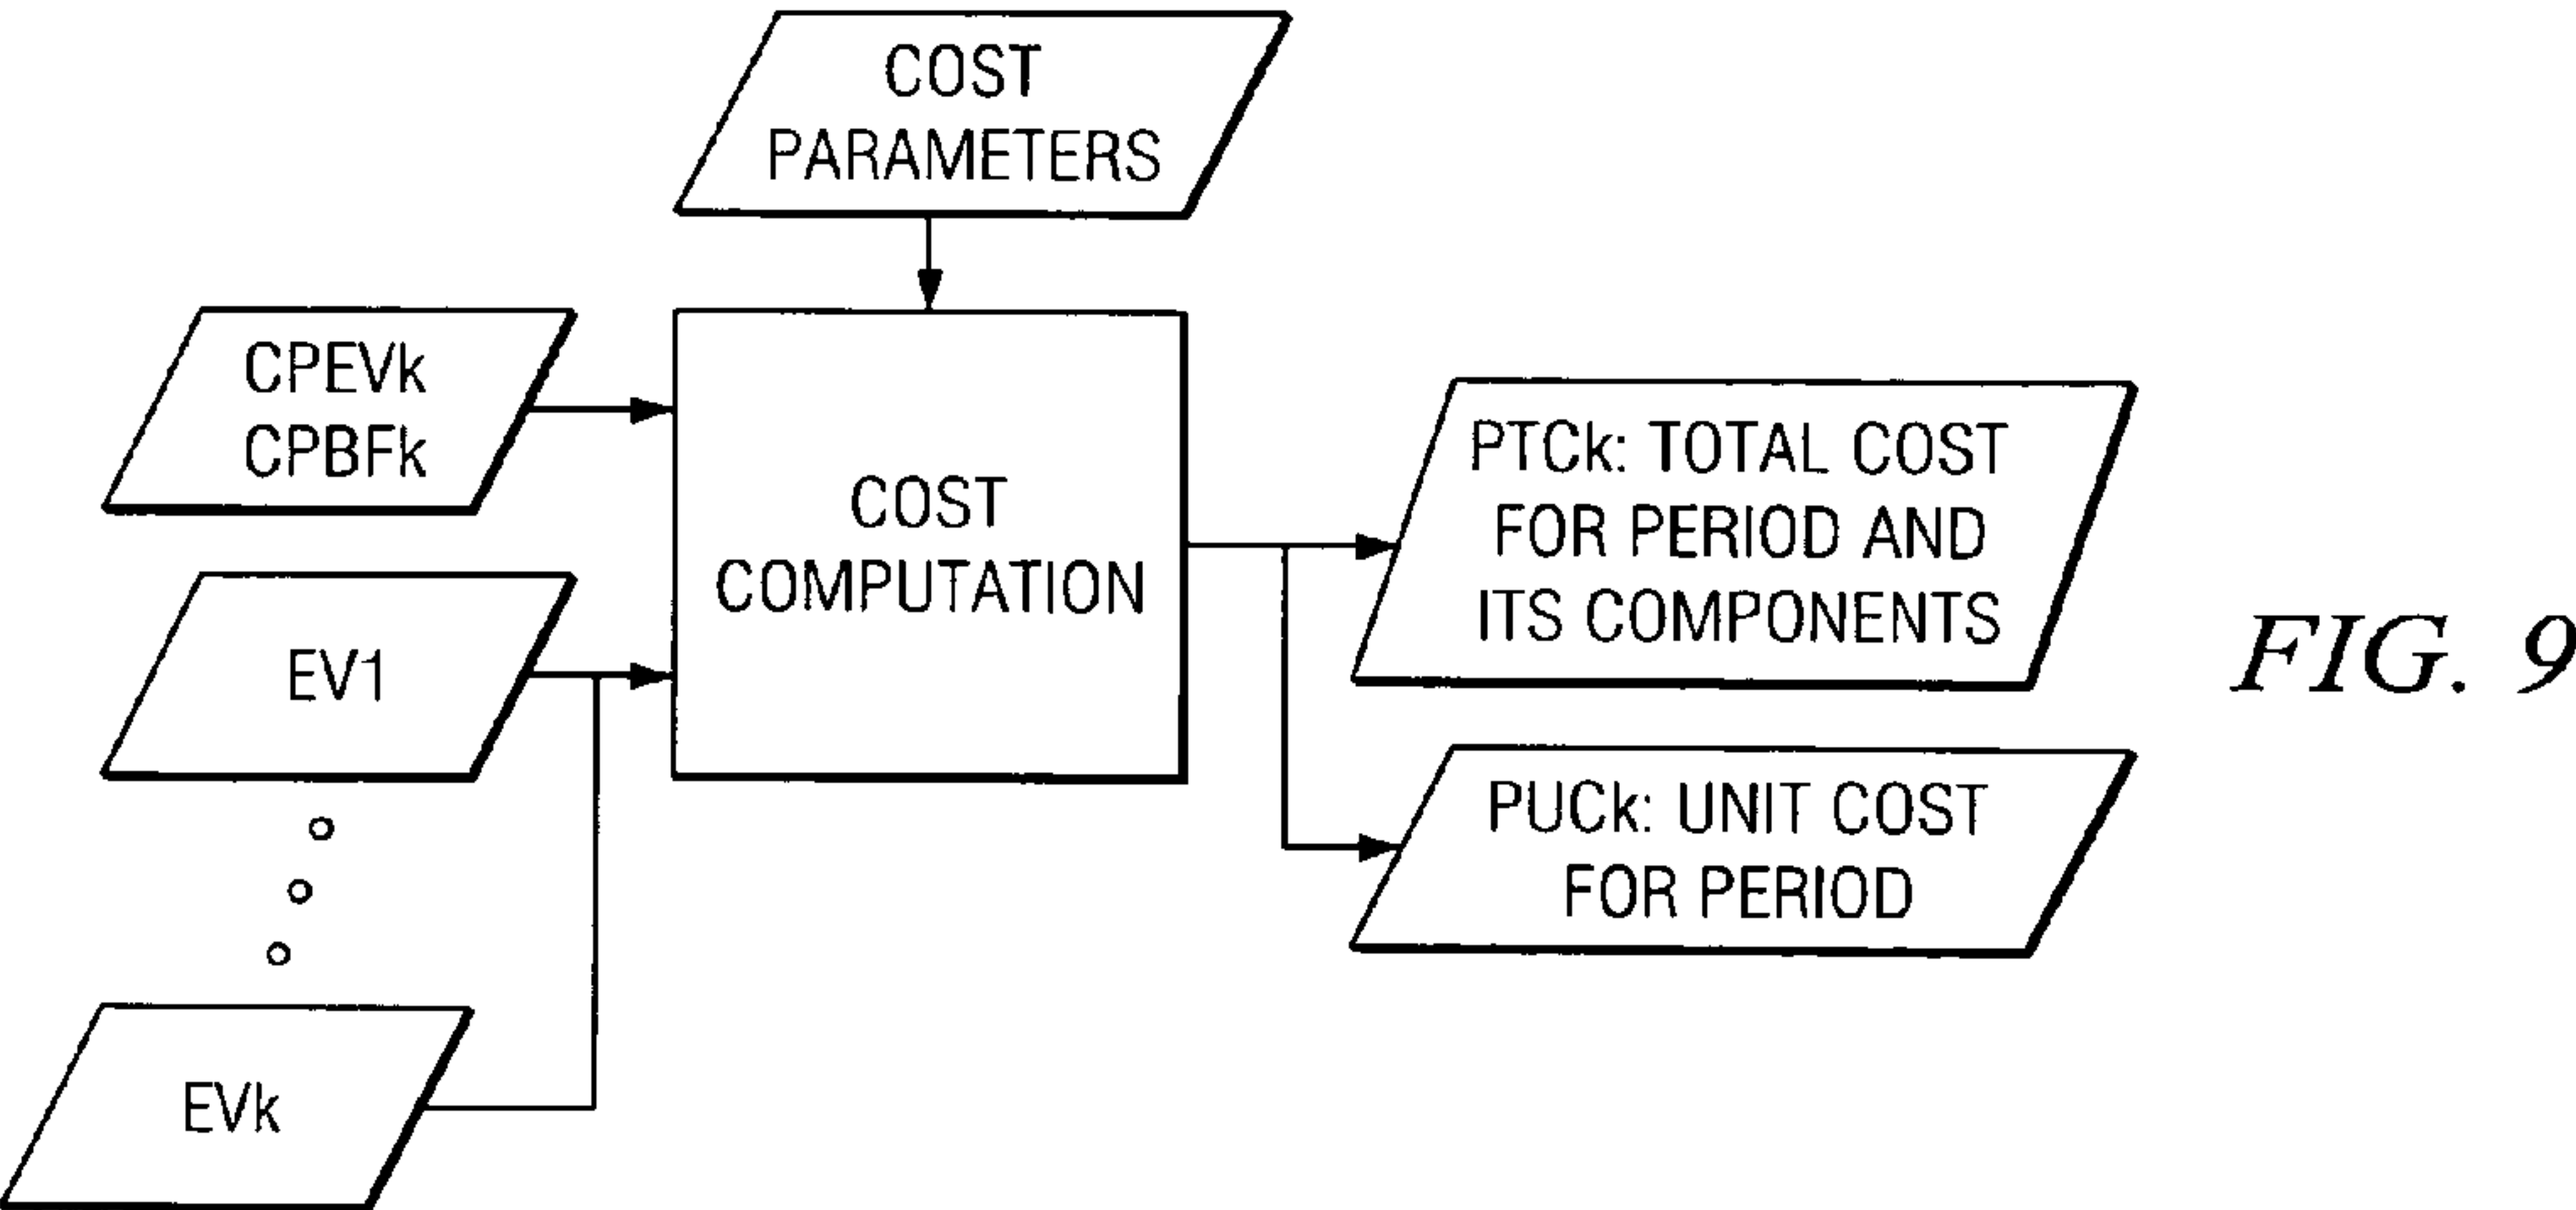 COST
PARAMETERS
CPEVk
CPBFk
COST
COMPUTATION
EV1
EVk
PTCk: TOTAL COST
FOR PERIOD AND
ITS COMPONENTS
PUCk: UNIT COST
FOR PERIOD
FIG. 9